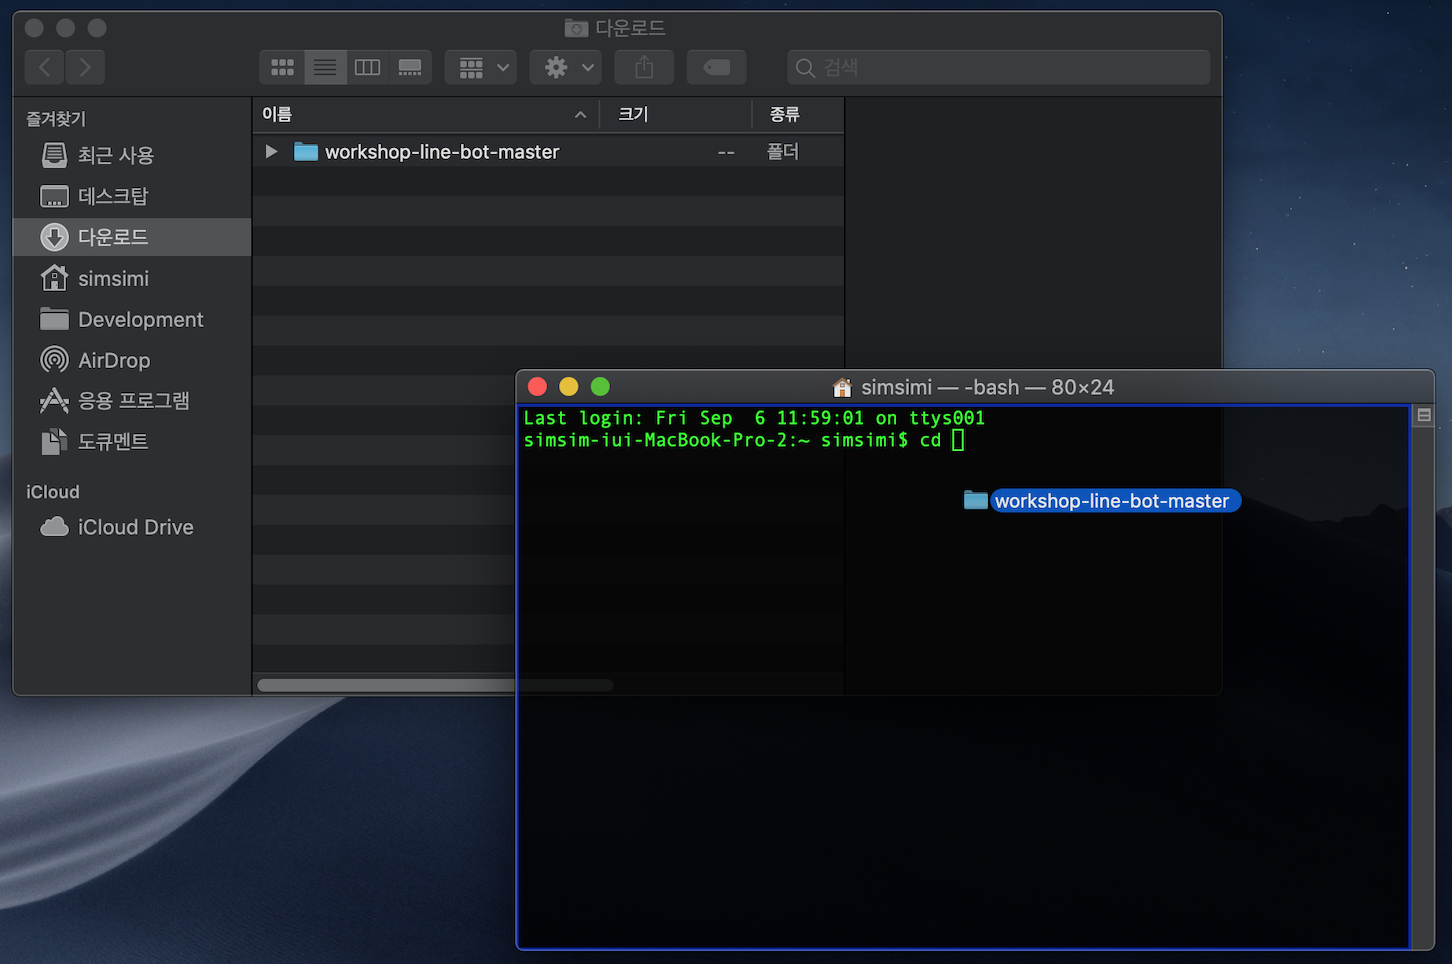 다운로드
검색
즐겨찾기
최근 사용
데스크탑
다운로드
simsimi
Development
AirDrop
응용 프로그램
도큐멘트
iCloud
iCloud Drive
이름 크기 종류
workshop-line-bot-master -- 폴더
simsimi — -bash — 80×24
Last login: Fri Sep  6 11:59:01 on ttys001
simsim-iui-MacBook-Pro-2:~ simsimi$ cd
workshop-line-bot-master